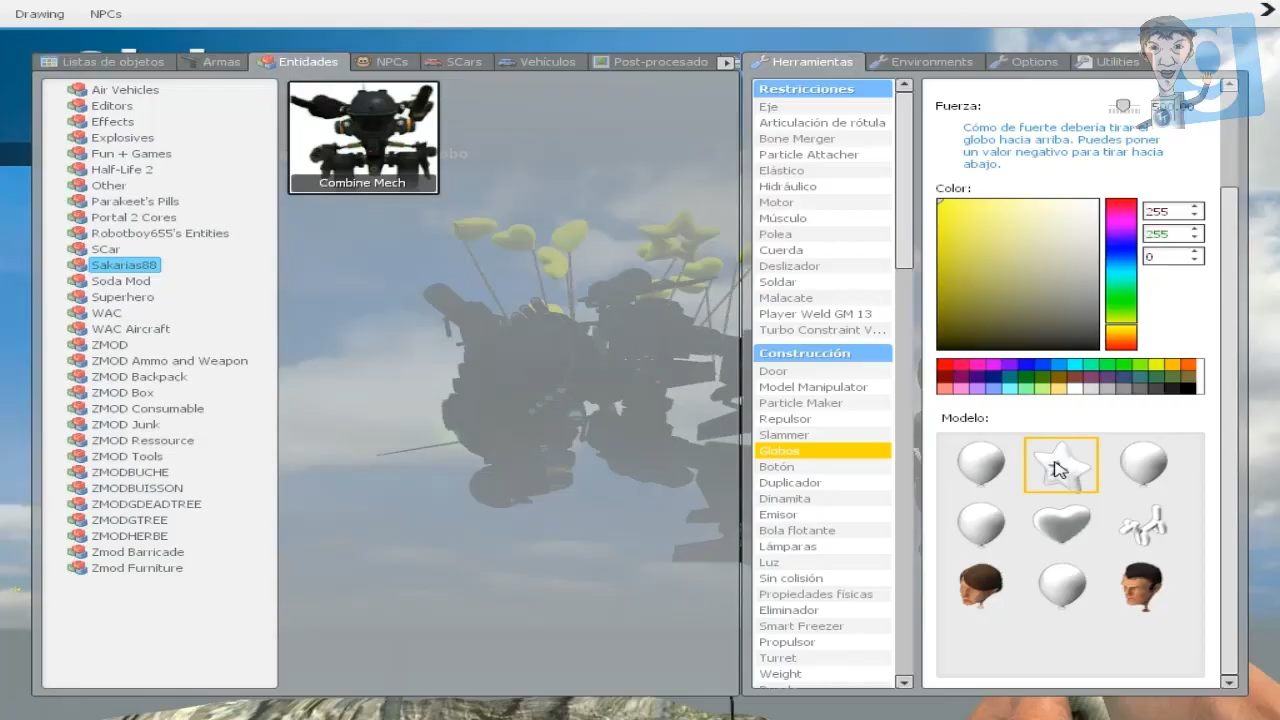 Drawing
NPCs
Listas de objetos
Armas
Entidades
NPCs
SCars
Vehículos
Post-procesado
Herramientas
Environments
Options
Utilities
Air Vehicles
Editors
Effects
Explosives
Fun + Games
Half-Life 2
Other
Parakeet's Pills
Portal 2 Cores
Robotboy655's Entities
SCar
Sakarias88
Soda Mod
Superhero
WAC
WAC Aircraft
ZMOD
ZMOD Ammo and Weapon
ZMOD Backpack
ZMOD Box
ZMOD Consumable
ZMOD Junk
ZMOD Ressource
ZMOD Tools
ZMODBUCHE
ZMODBUISSON
ZMODGDEADTREE
ZMODGTREE
ZMODHERBE
Zmod Barricade
Zmod Furniture
Combine Mech
Restricciones
Eje
Articulación de rótula
Bone Merger
Particle Attacher
Elástico
Hidráulico
Motor
Músculo
Polea
Cuerda
Deslizador
Soldar
Malacate
Player Weld GM 13
Turbo Constraint V...
Construcción
Door
Model Manipulator
Particle Maker
Repulsor
Slammer
Globos
Botón
Duplicador
Dinamita
Emisor
Bola flotante
Lámparas
Luz
Sin colisión
Propiedades físicas
Eliminador
Smart Freezer
Propulsor
Turret
Weight
Fuerza:
Cómo de fuerte debería tirar el
globo hacia arriba. Puedes poner
un valor negativo para tirar hacia
abajo.
Color:
255
255
0
Modelo: